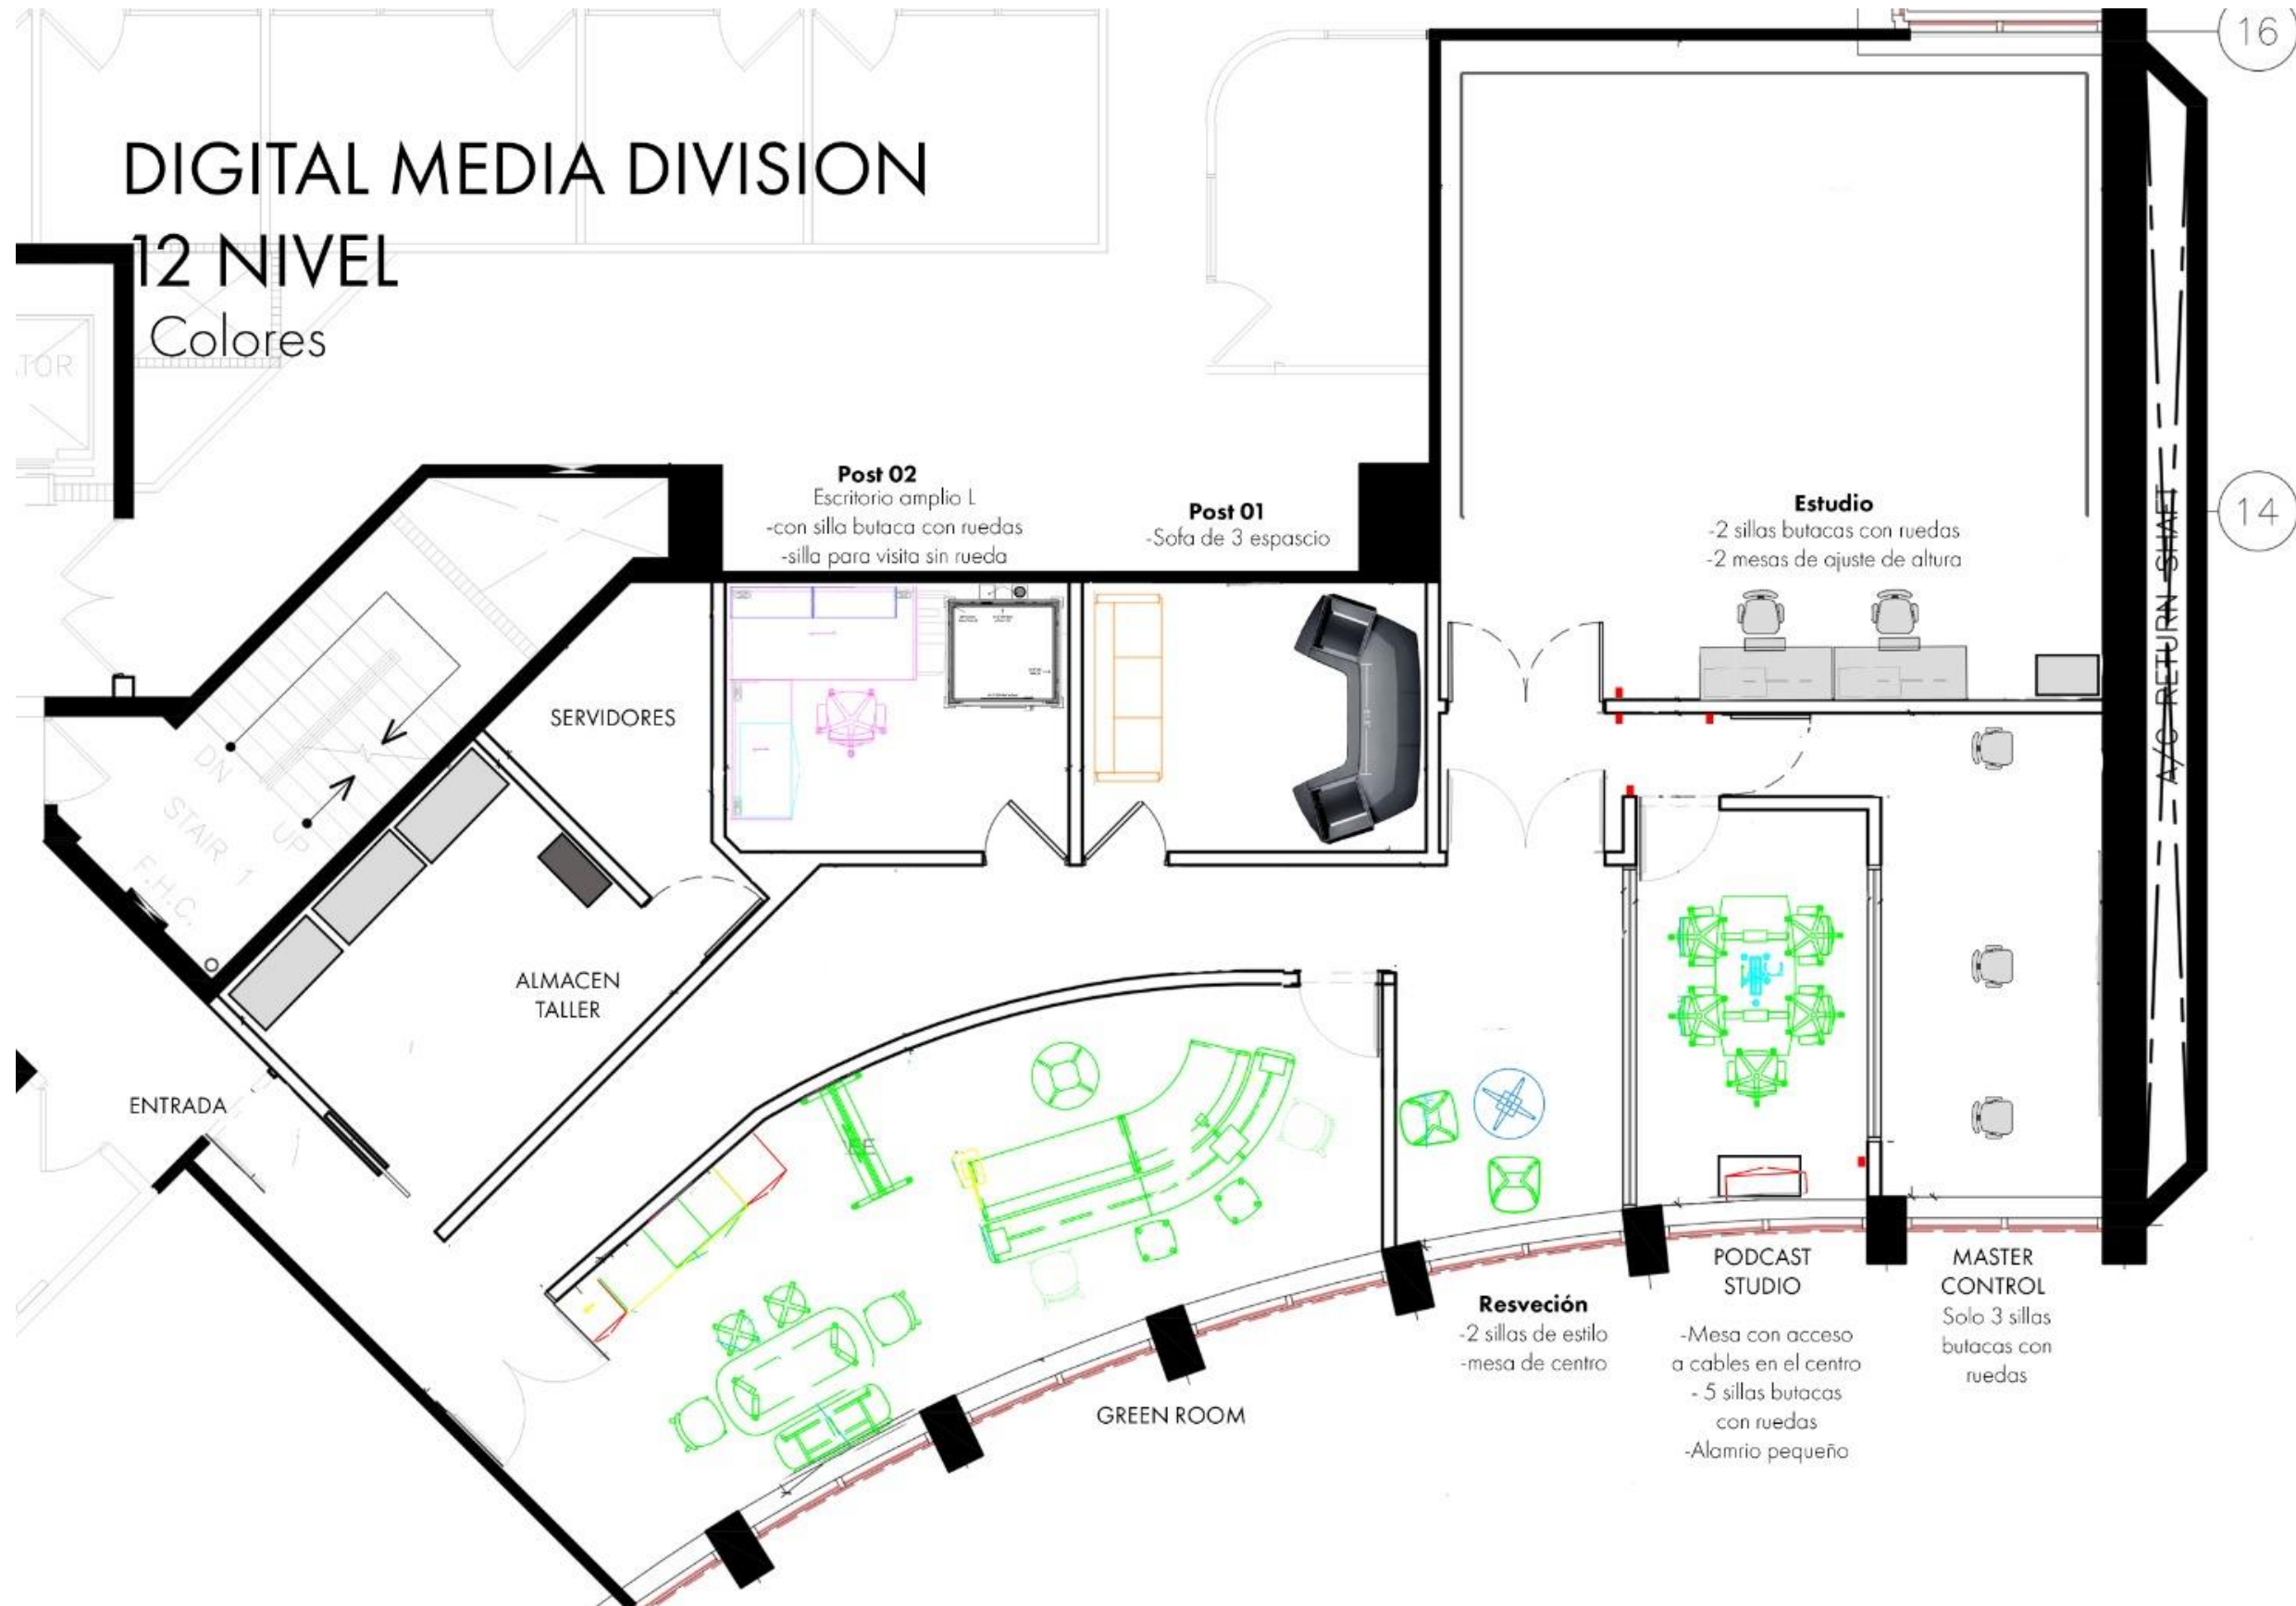 DIGITAL MEDIA DIVISION
12 NIVEL
Colores
16
14
TOR
Post 02
Escritorio amplio L
-con silla butaca con ruedas
-silla para visita sin rueda
Post 01
-Sofa de 3 espascio
Estudio
-2 sillas butacas con ruedas
-2 mesas de ajuste de altura
A/C RETURN SHAFT
SERVIDORES
DN
STAIR 1
UP
F.H.C.
ALMACEN
TALLER
ENTRADA
GREEN ROOM
Resveción
-2 sillas de estilo
-mesa de centro
PODCAST
STUDIO
-Mesa con acceso
a cables en el centro
- 5 sillas butacas
con ruedas
-Alamrio pequeño
MASTER
CONTROL
Solo 3 sillas
butacas con
ruedas